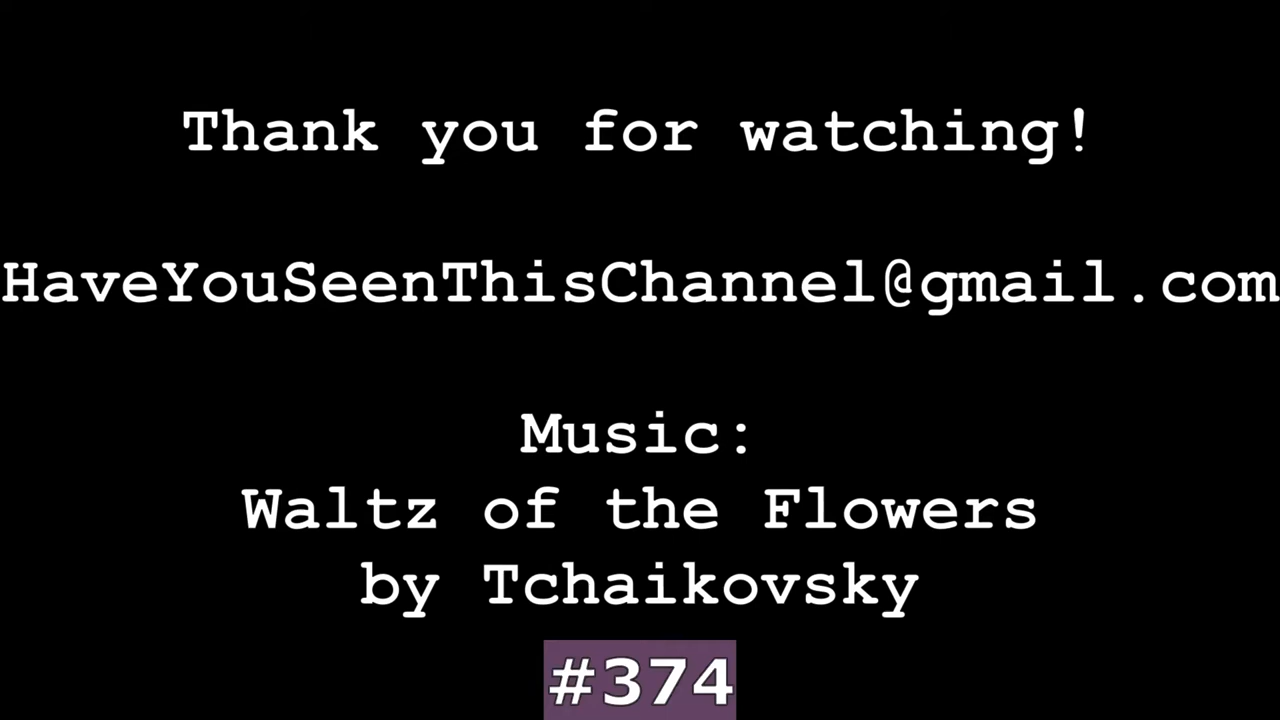 Thank you for watching!
HaveYouSeenThisChannel@gmail.com
Music:
Waltz of the Flowers
by Tchaikovsky
#374